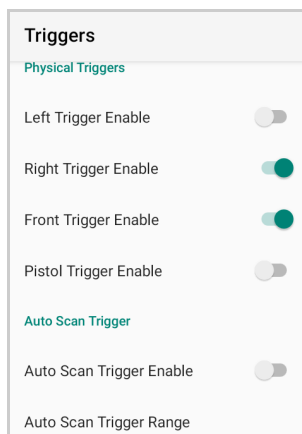 Triggers
Physical Triggers
Left Trigger Enable
Right Trigger Enable
Front Trigger Enable
Pistol Trigger Enable
Auto Scan Trigger
Auto Scan Trigger Enable
Auto Scan Trigger Range